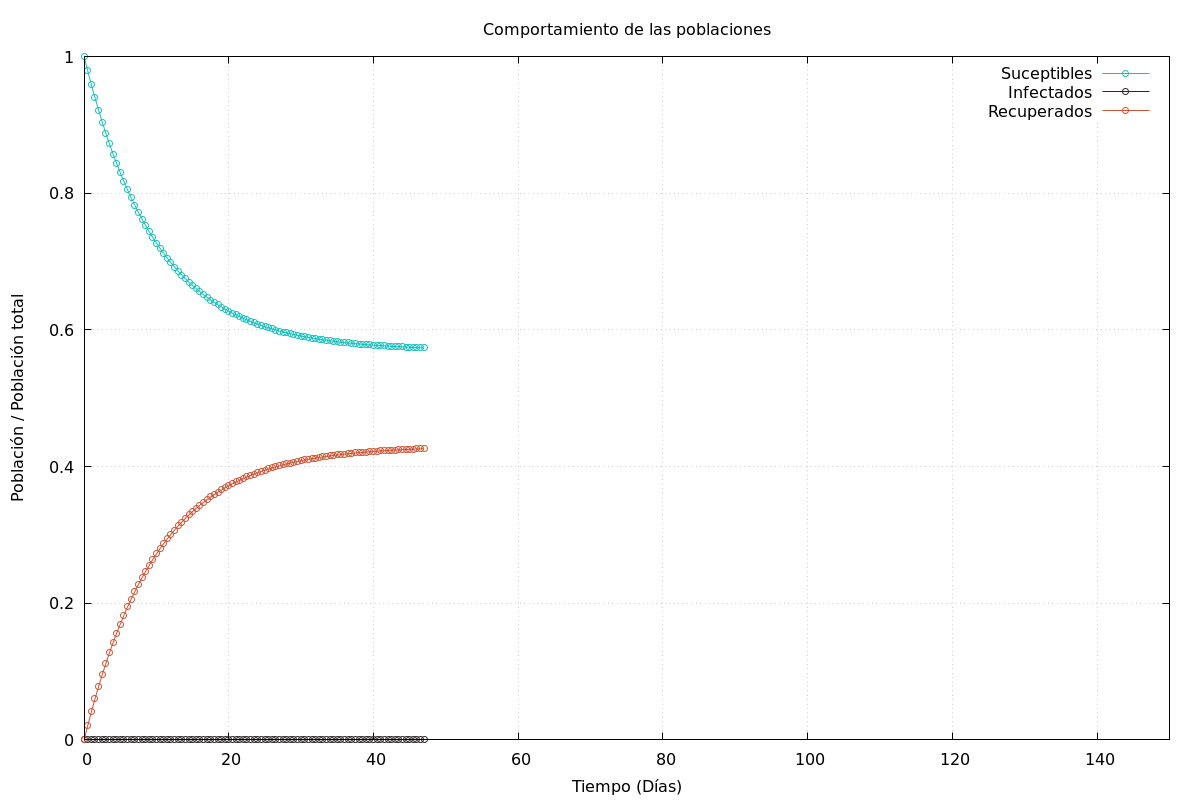 Comportamiento de las poblaciones
Suceptibles
Infectados
Recuperados
1
0.8
0.6
0.4
0.2
0
Población / Población total
0 20 40 60 80 100 120 140
Tiempo (Días)